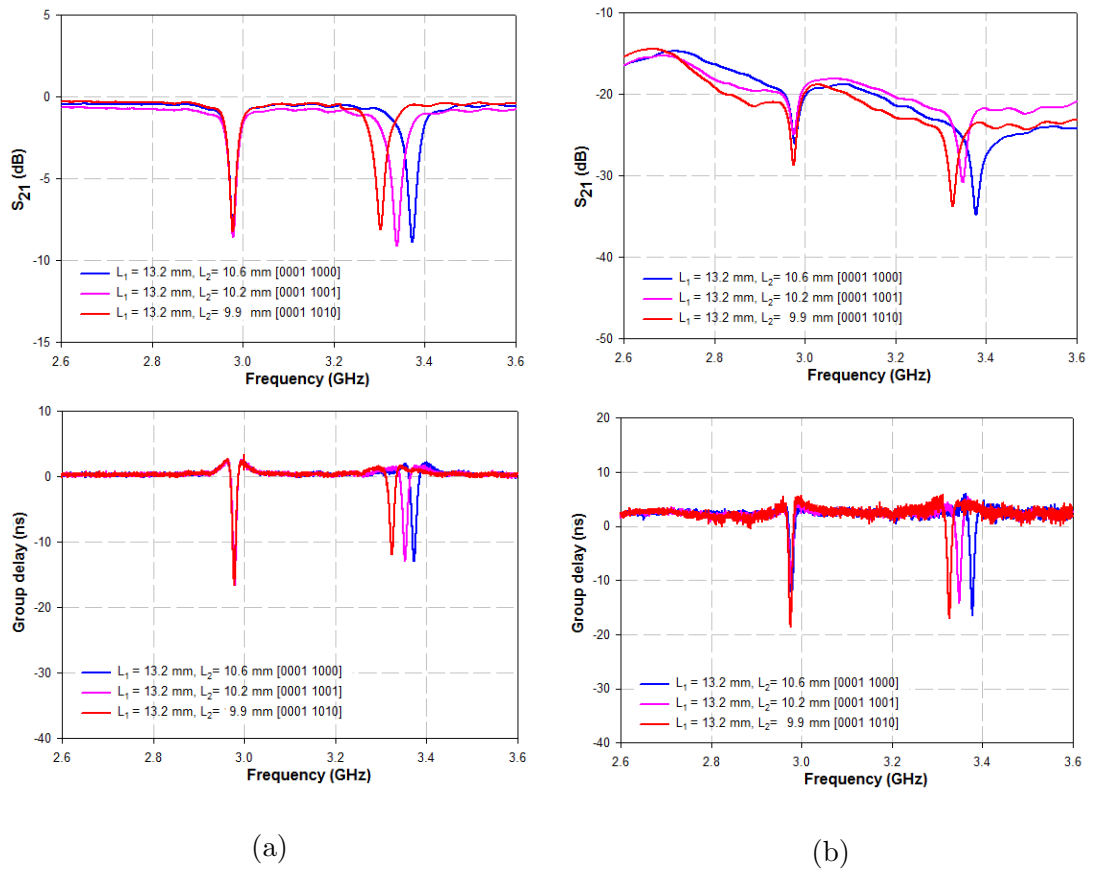 5
0
-5
-10
-15
S21 (dB)
L1 = 13.2 mm, L2= 10.6 mm [0001 1000]
L1 = 13.2 mm, L2= 10.2 mm [0001 1001]
L1 = 13.2 mm, L2= 9.9 mm [0001 1010]
2.6 2.8 3.0 3.2 3.4 3.6
Frequency (GHz)
-10
-20
-30
-40
-50
S21 (dB)
L1 = 13.2 mm, L2= 10.6 mm [0001 1000]
L1 = 13.2 mm, L2= 10.2 mm [0001 1001]
L1 = 13.2 mm, L2= 9.9 mm [0001 1010]
2.6 2.8 3.0 3.2 3.4 3.6
Frequency (GHz)
10
0
-10
-20
-30
-40
Group delay (ns)
L1 = 13.2 mm, L2= 10.6 mm [0001 1000]
L1 = 13.2 mm, L2= 10.2 mm [0001 1001]
L1 = 13.2 mm, L2= 9.9 mm [0001 1010]
2.6 2.8 3.0 3.2 3.4 3.6
Frequency (GHz)
20
10
0
-10
-20
-30
-40
Group delay (ns)
L1 = 13.2 mm, L2= 10.6 mm [0001 1000]
L1 = 13.2 mm, L2= 10.2 mm [0001 1001]
L1 = 13.2 mm, L2= 9.9 mm [0001 1010]
2.6 2.8 3.0 3.2 3.4 3.6
Frequency (GHz)
(a)
(b)